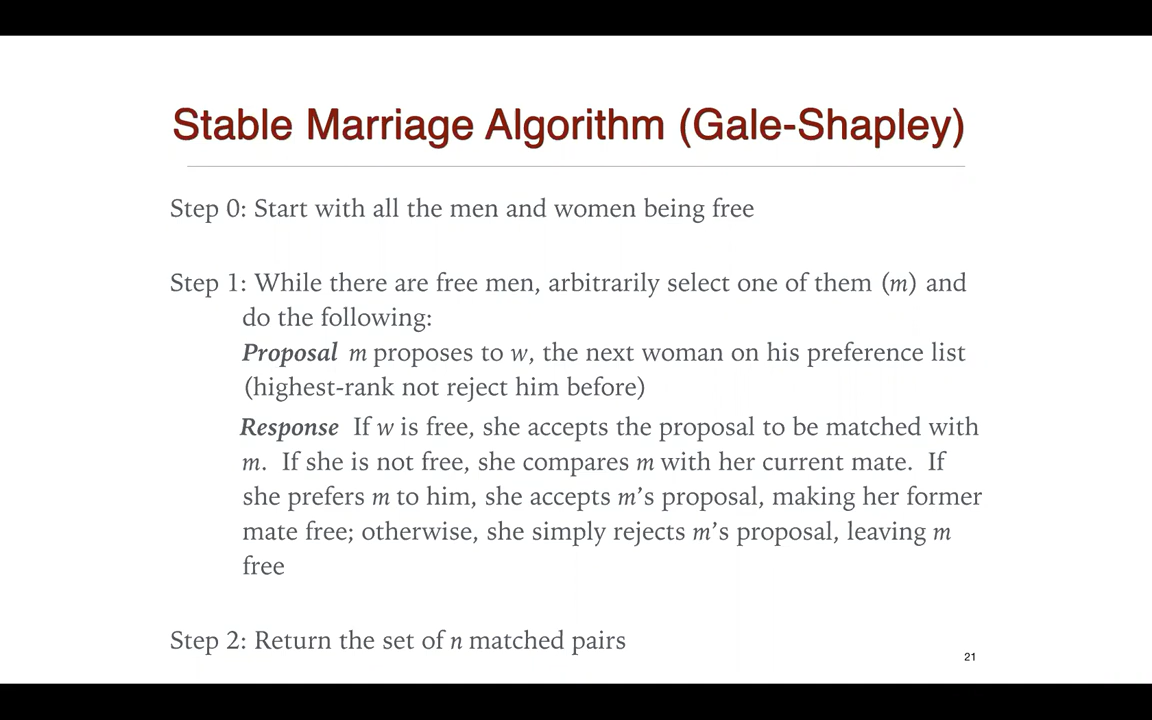 Stable Marriage Algorithm (Gale-Shapley)
Step 0: Start with all the men and women being free
Step 1: While there are free men, arbitrarily select one of them (m) and
do the following:
Proposal m proposes to w, the next woman on his preference list
(highest-rank not reject him before)
Response If w is free, she accepts the proposal to be matched with
m. If she is not free, she compares m with her current mate. If
she prefers m to him, she accepts m’s proposal, making her former
mate free; otherwise, she simply rejects m’s proposal, leaving m
free
Step 2: Return the set of n matched pairs
21